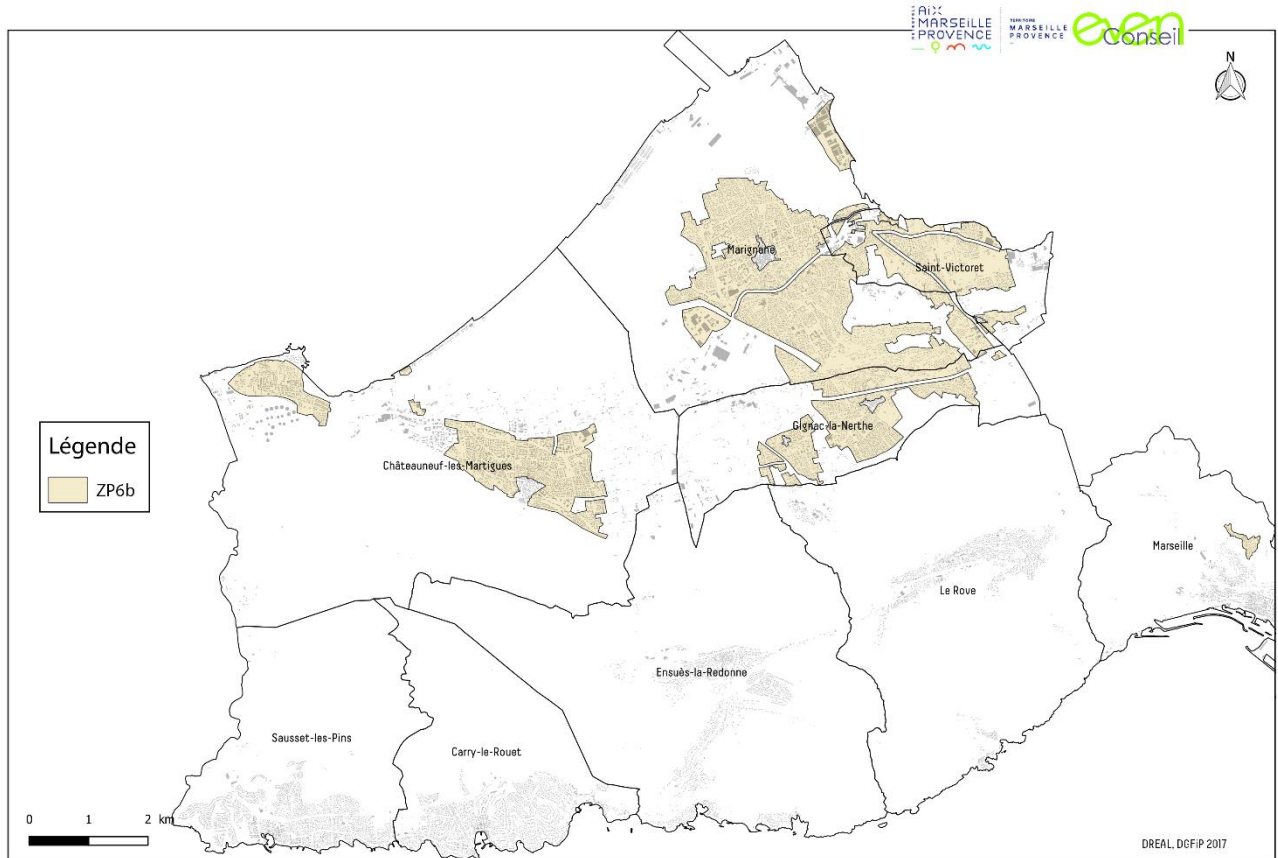 AIX
MARSEILLE
PROVENCE
TERRITOIRE
MARSEILLE
PROVENCE
even
Conseil
N
Marignane
Saint-Victoret
Légende
ZP6b
Gignac-la-Nerthe
Châteauneuf-les-Martigues
Marseille
Le Rove
Ensuès-la-Redonne
Sausset-les-Pins
Carry-le-Rouet
0 1 2 km
DREAL, DGFiP 2017